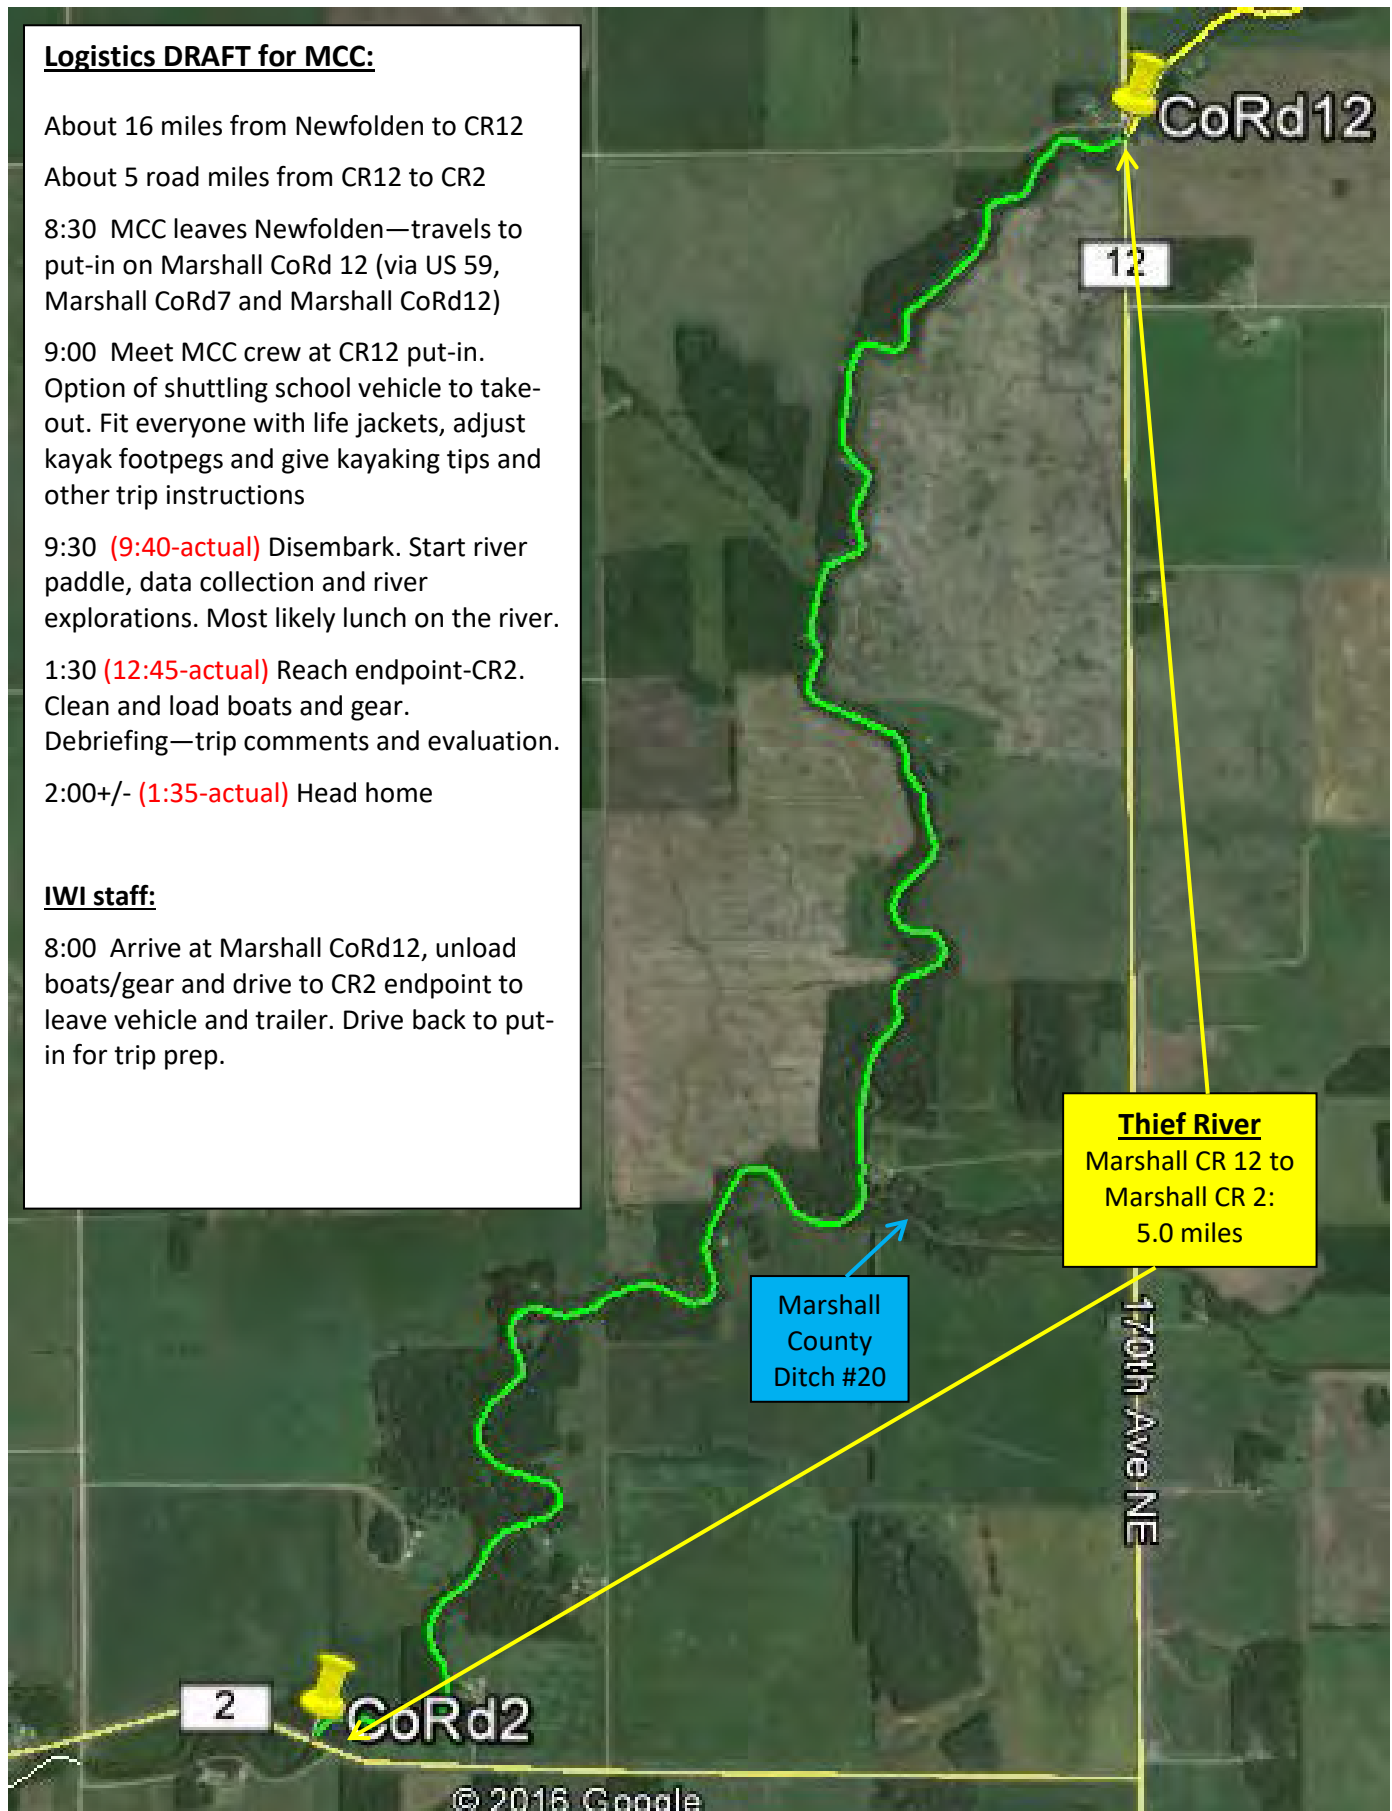 Logistics DRAFT for MCC:
About 16 miles from Newfolden to CR12
About 5 road miles from CR12 to CR2
8:30  MCC leaves Newfolden—travels to
put-in on Marshall CoRd 12 (via US 59,
Marshall CoRd7 and Marshall CoRd12)
9:00  Meet MCC crew at CR12 put-in.
Option of shuttling school vehicle to take-
out. Fit everyone with life jackets, adjust
kayak footpegs and give kayaking tips and
other trip instructions
9:30  (9:40-actual) Disembark. Start river
paddle, data collection and river
explorations. Most likely lunch on the river.
1:30 (12:45-actual) Reach endpoint-CR2.
Clean and load boats and gear.
Debriefing—trip comments and evaluation.
2:00+/- (1:35-actual) Head home
IWI staff:
8:00  Arrive at Marshall CoRd12, unload
boats/gear and drive to CR2 endpoint to
leave vehicle and trailer. Drive back to put-
in for trip prep.
CoRd12
12
Thief River
Marshall CR 12 to
Marshall CR 2:
5.0 miles
Marshall
County
Ditch #20
170th Ave NE
2
CoRd2
© 2016 Google